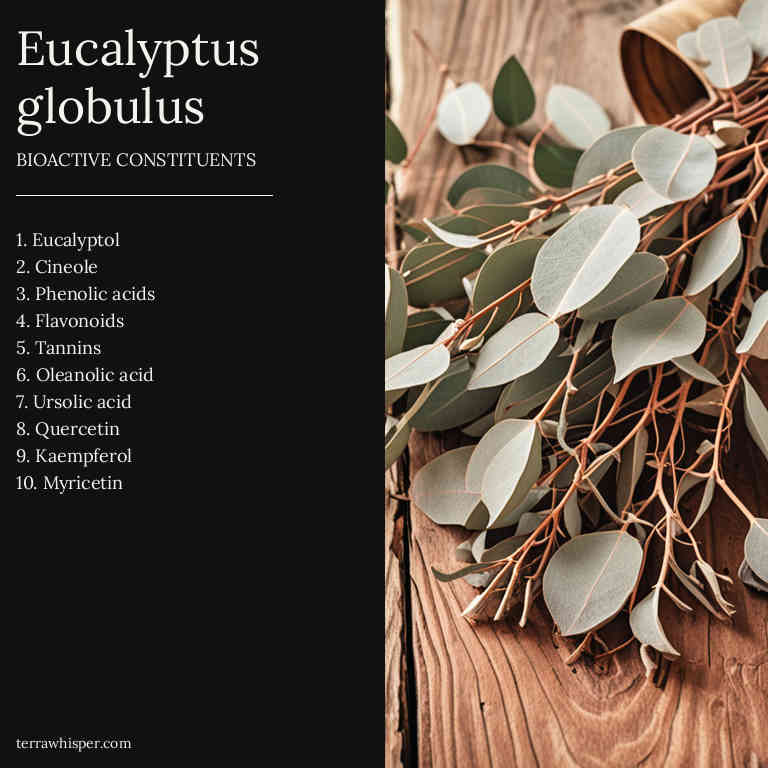 Eucalyptus
globulus
BIOACTIVE CONSTITUENTS
1. Eucalyptol
2. Cineole
3. Phenolic acids
4. Flavonoids
5. Tannins
6. Oleanolic acid
7. Ursolic acid
8. Quercetin
9. Kaempferol
10. Myricetin
terrawhisper.com